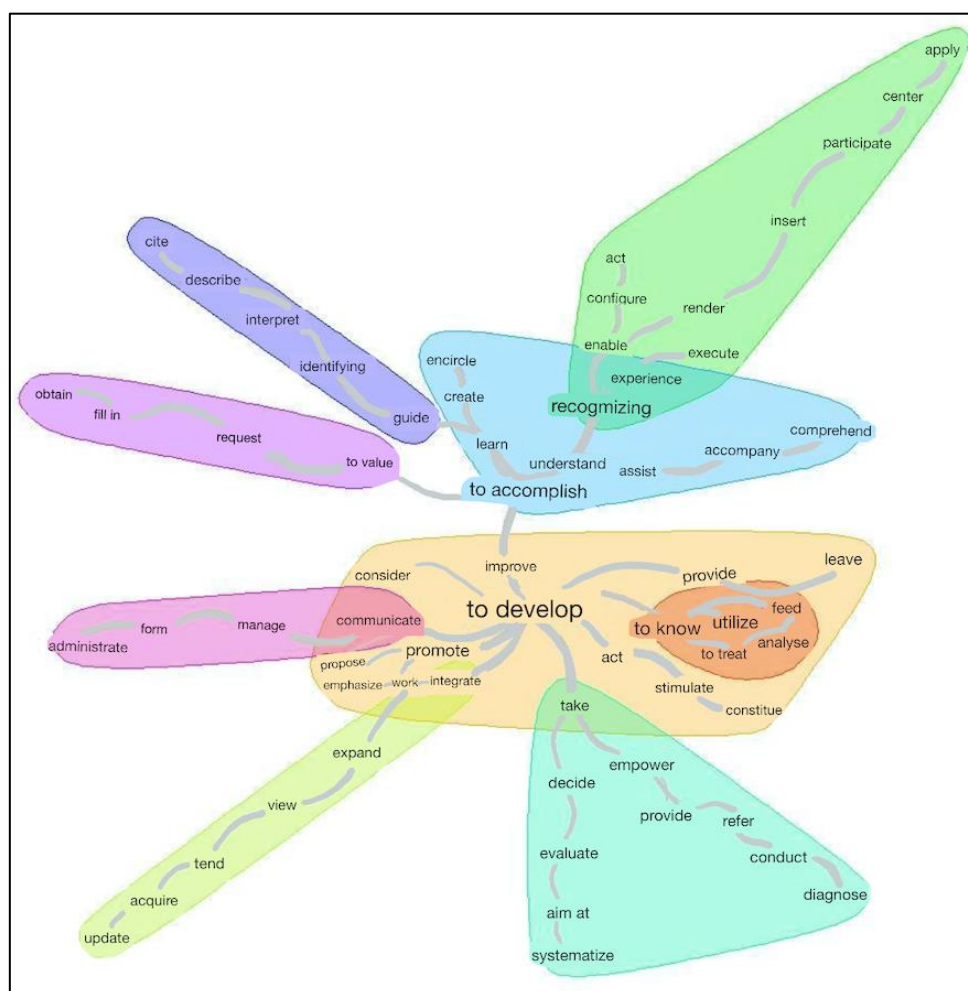 apply
center
participate
cite
insert
act
describe
configure
render
interpret
enable
execute
encircle
identifying
experience
obtain
create
recogmizing
fill in
guide
comprehend
request
learn
accompany
to value
understand
assist
to accomplish
leave
improve
consider
provide
to develop
feed
communicate
to know
utilize
form
manage
analyse
administrate
promote
act
to treat
propose
stimulate
emphasize
work
integrate
take
constitue
expand
empower
decide
view
provide
refer
evaluate
conduct
tend
diagnose
acquire
aim at
update
systematize